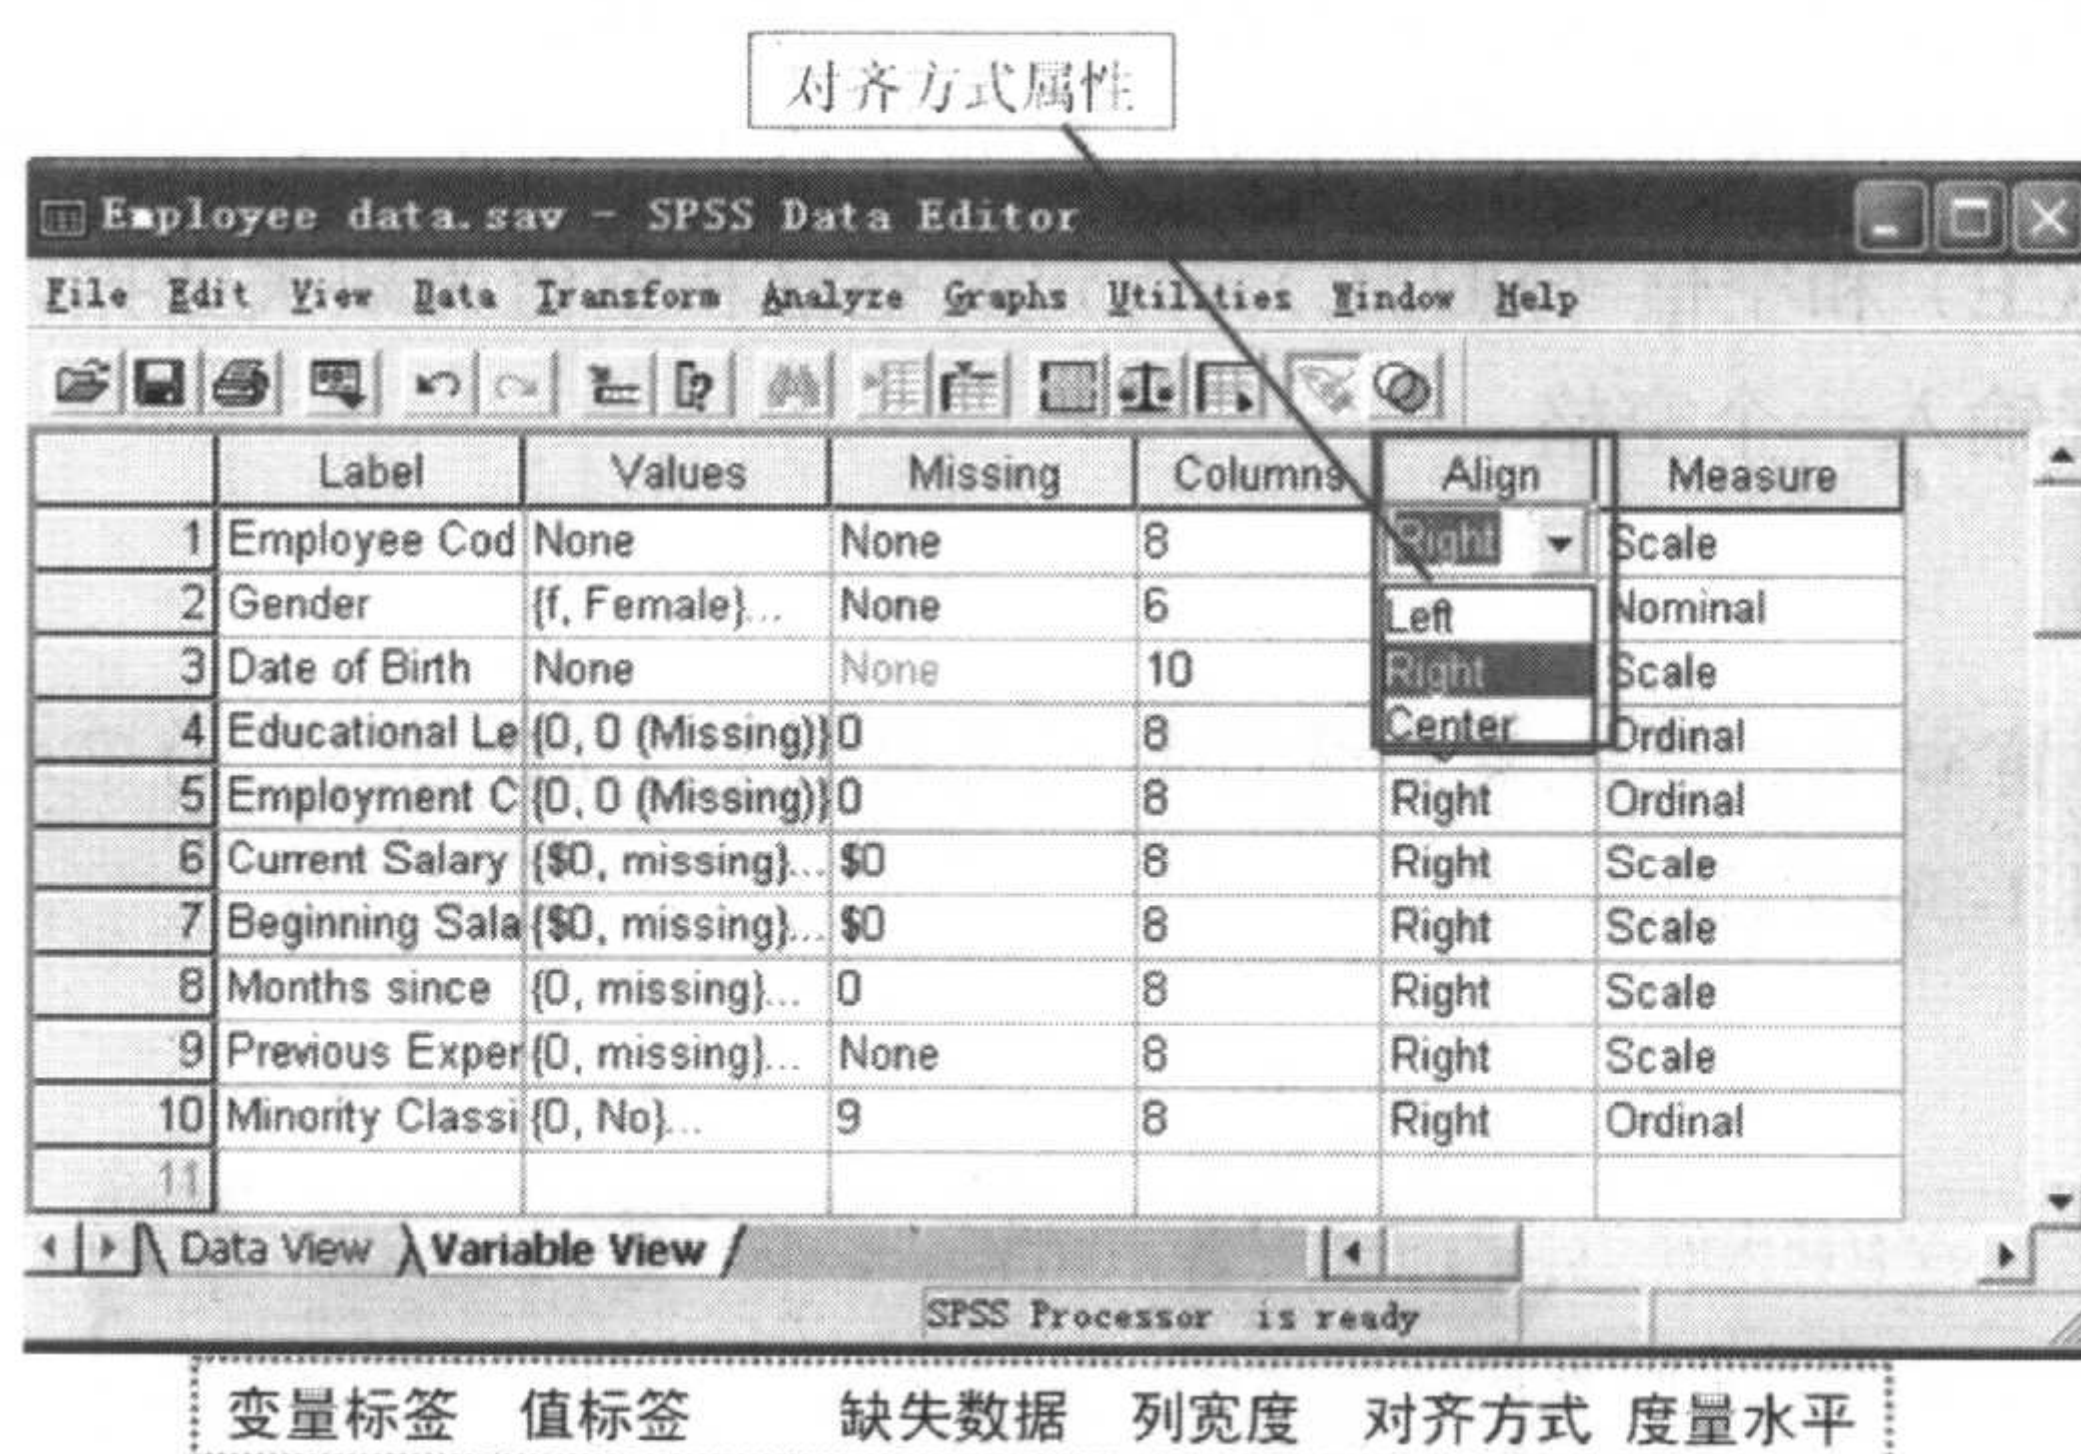 对齐方式属性
Employee data.sav - SPSS Data Editor
File Edit View Data Transform Analyze Graphs Utilities Window Help
Label Values Missing Columns Align Measure
1 Employee Cod None None 8 Right Scale
2 Gender {f, Female}... None 6 Left Nominal
3 Date of Birth None None 10 Right Scale
4 Educational Le {0, 0 (Missing)} 0 8 Center Ordinal
5 Employment C {0, 0 (Missing)} 0 8 Right Ordinal
6 Current Salary {$0, missing}... $0 8 Right Scale
7 Beginning Sala {$0, missing}... $0 8 Right Scale
8 Months since {0, missing}... 0 8 Right Scale
9 Previous Exper {0, missing}... None 8 Right Scale
10 Minority Classi {0, No}... 9 8 Right Ordinal
11
Data View Variable View
SPSS Processor is ready
变量标签 值标签 缺失数据 列宽度 对齐方式 度量水平